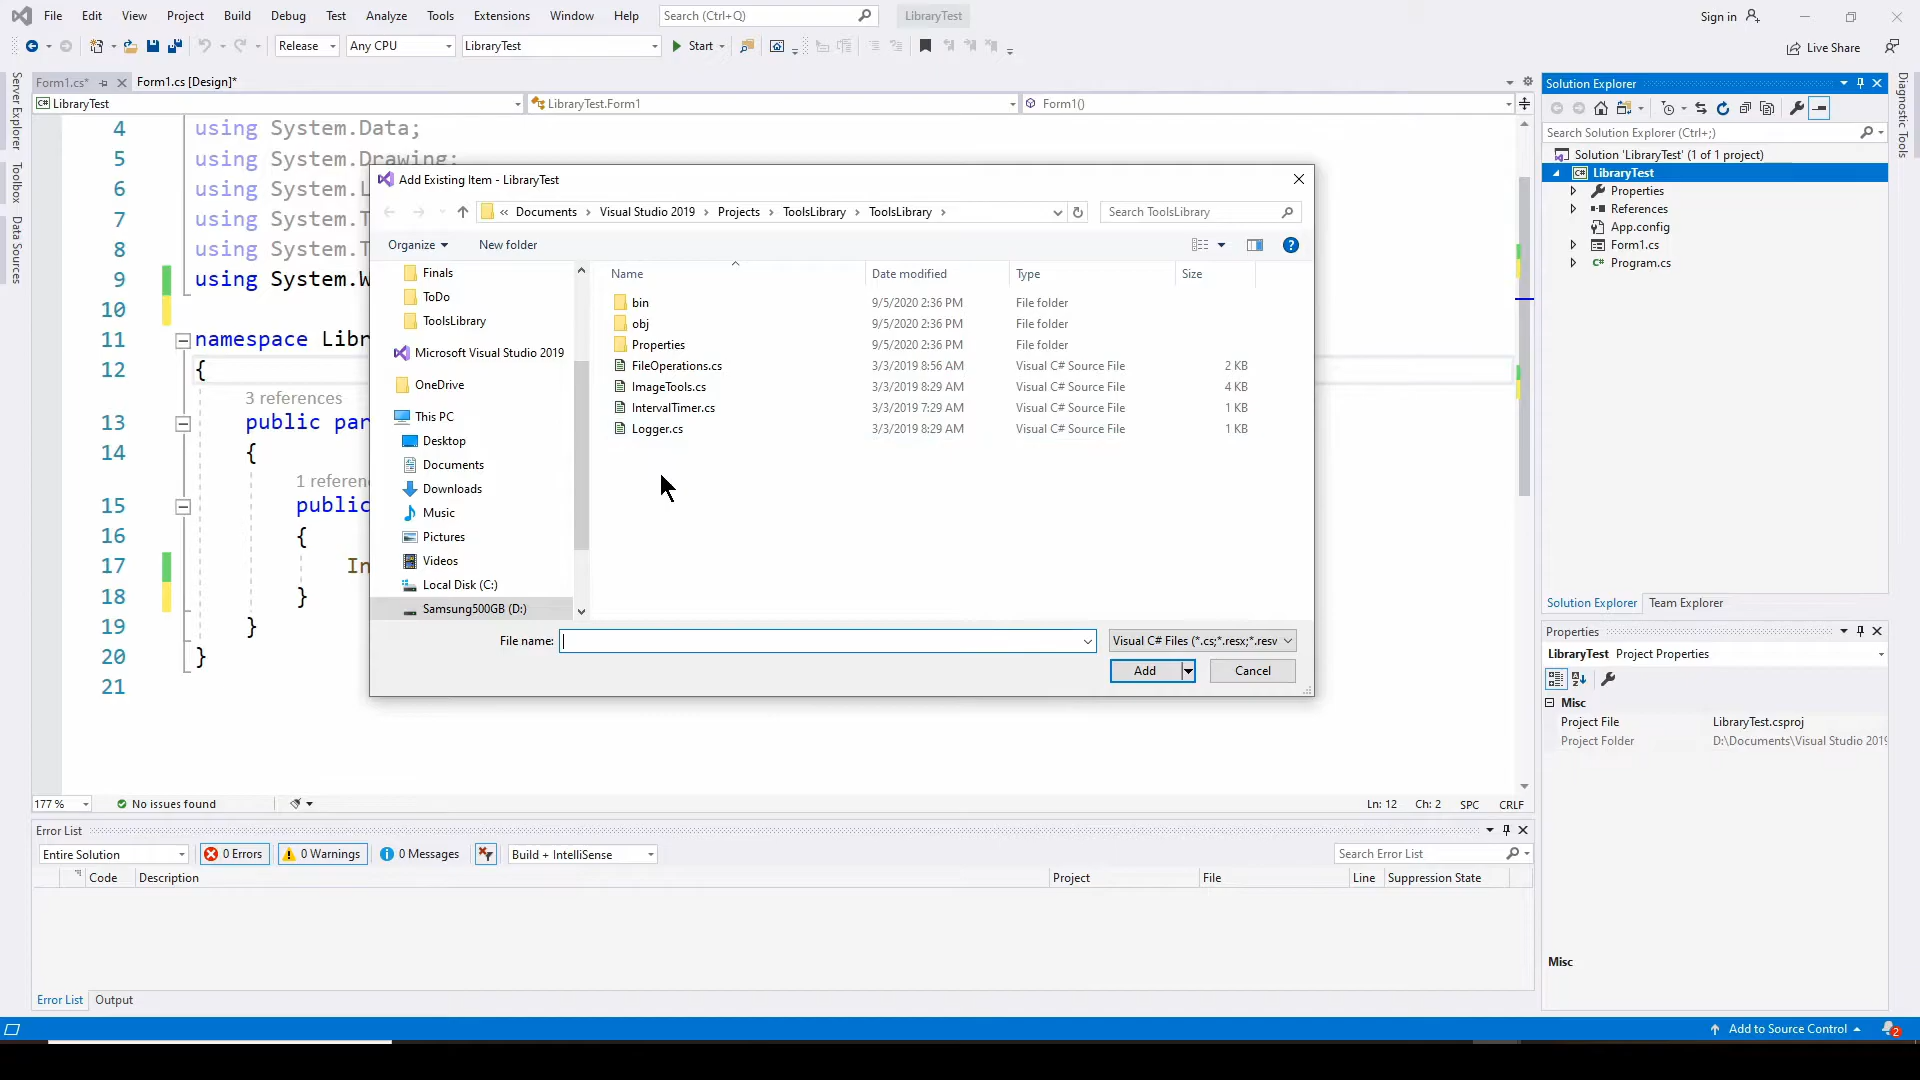 File Edit View Project Build Debug Test Analyze Tools Extensions Window Help Search (Ctrl+Q) LibraryTest Sign in
Release Any CPU LibraryTest Start Live Share
Form1.cs* Form1.cs [Design]*
LibraryTest LibraryTest.Form1 Form1()
Server Explorer
Toolbox
Data Sources
4 using System.Data;
5 using System.Drawing;
6 using System.L
7 using System.T
8 using System.T
9 using System.W
10
11 namespace Libr
12 {
3 references
13 public par
14 {
1 referenc
15 public
16 {
17 In
18 }
19 }
20 }
21
Add Existing Item - LibraryTest
« Documents Visual Studio 2019 Projects ToolsLibrary ToolsLibrary Search ToolsLibrary
Organize New folder
Finals
ToDo
ToolsLibrary
Microsoft Visual Studio 2019
OneDrive
This PC
Desktop
Documents
Downloads
Music
Pictures
Videos
Local Disk (C:)
Samsung500GB (D:)
Name Date modified Type Size
bin 9/5/2020 2:36 PM File folder
obj 9/5/2020 2:36 PM File folder
Properties 9/5/2020 2:36 PM File folder
FileOperations.cs 3/3/2019 8:56 AM Visual C# Source File 2 KB
ImageTools.cs 3/3/2019 8:29 AM Visual C# Source File 4 KB
IntervalTimer.cs 3/3/2019 7:29 AM Visual C# Source File 1 KB
Logger.cs 3/3/2019 8:29 AM Visual C# Source File 1 KB
File name: Visual C# Files (*.cs;*.resx;*.resv
Add Cancel
177 % No issues found Ln: 12 Ch: 2 SPC CRLF
Error List
Entire Solution 0 Errors 0 Warnings 0 Messages Build + IntelliSense Search Error List
Code Description Project File Line Suppression State
Error List Output
Solution Explorer
Search Solution Explorer (Ctrl+;)
Solution 'LibraryTest' (1 of 1 project)
C# LibraryTest
Properties
References
App.config
Form1.cs
C# Program.cs
Solution Explorer Team Explorer
Properties
LibraryTest Project Properties
Misc
Project File LibraryTest.csproj
Project Folder D:\Documents\Visual Studio 2019
Misc
Diagnostic Tools
Add to Source Control 2